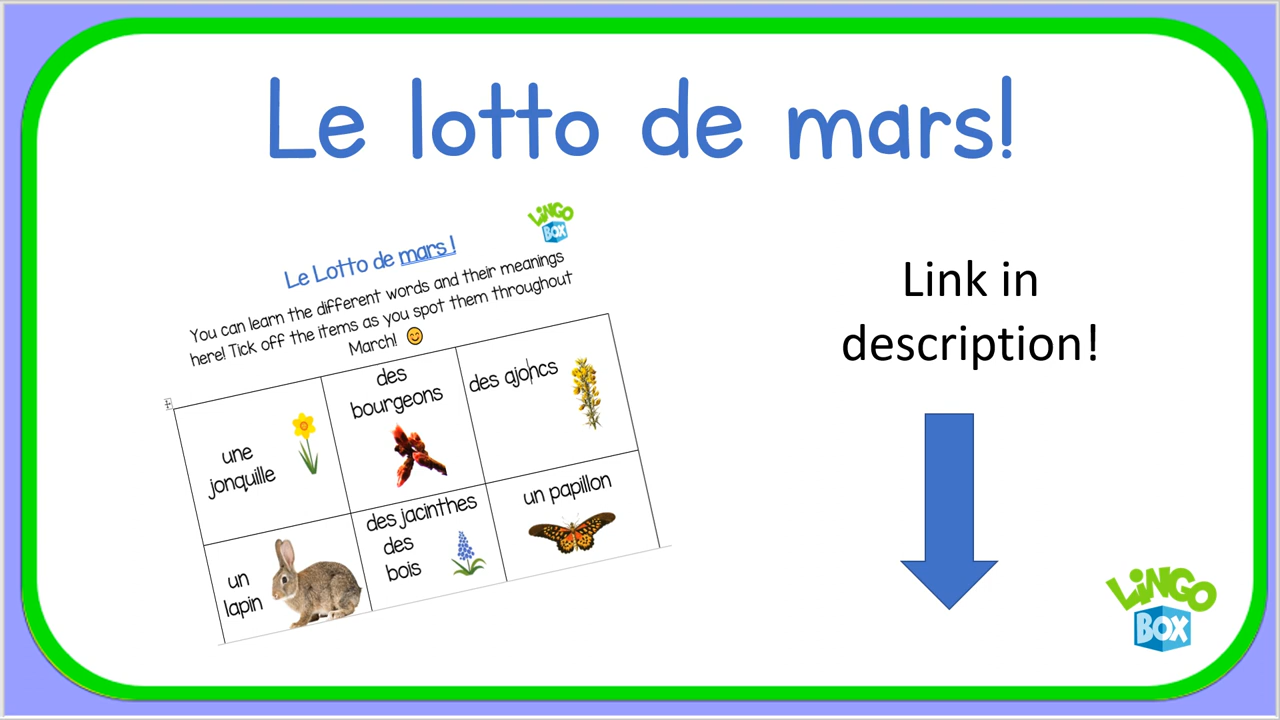 Le lotto de mars!
LiNGO
BOX
Le Lotto de mars !
You can learn the different words and their meanings
here! Tick off the items as you spot them throughout
March! 😊
une
jonquille
des
bourgeons
des ajohcs
un
lapin
des jacinthes
des
bois
un papillon
Link in
description!
LiNGO
BOX